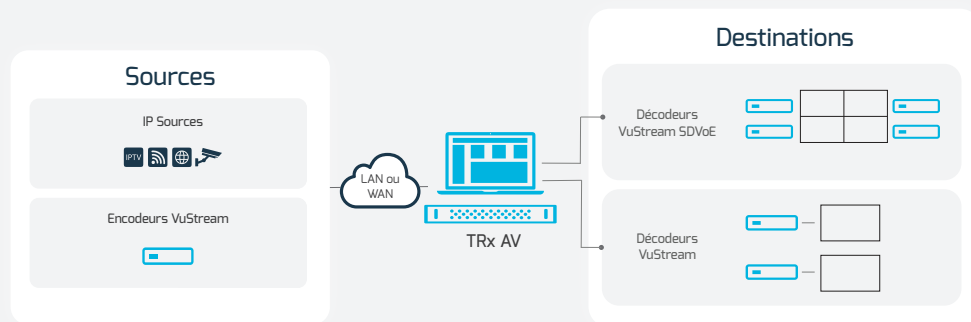 Sources
IP Sources
IPTV
Encodeurs VuStream
LAN ou
WAN
TRx AV
Destinations
Décodeurs
VuStream SDVoE
Décodeurs
VuStream